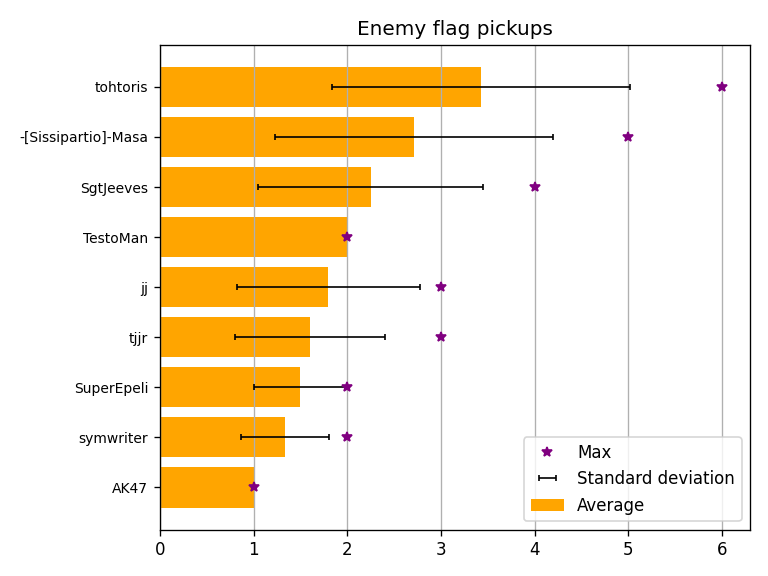 Enemy flag pickups
tohtoris
-[Sissipartio]-Masa
SgtJeeves
TestoMan
jj
tjjr
SuperEpeli
symwriter
AK47
Max
Standard deviation
Average
0 1 2 3 4 5 6